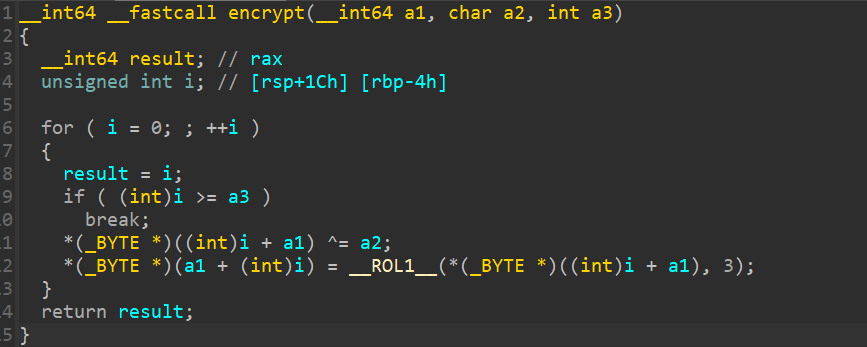 1 __int64 __fastcall encrypt(__int64 a1, char a2, int a3)
2 {
3   __int64 result; // rax
4   unsigned int i; // [rsp+1Ch] [rbp-4h]
5
6   for ( i = 0; ; ++i )
7   {
8     result = i;
9     if ( (int)i >= a3 )
0       break;
1     *(_BYTE *)((int)i + a1) ^= a2;
2     *(_BYTE *)(a1 + (int)i) = __ROL1__(*(_BYTE *)((int)i + a1), 3);
3   }
4   return result;
5 }